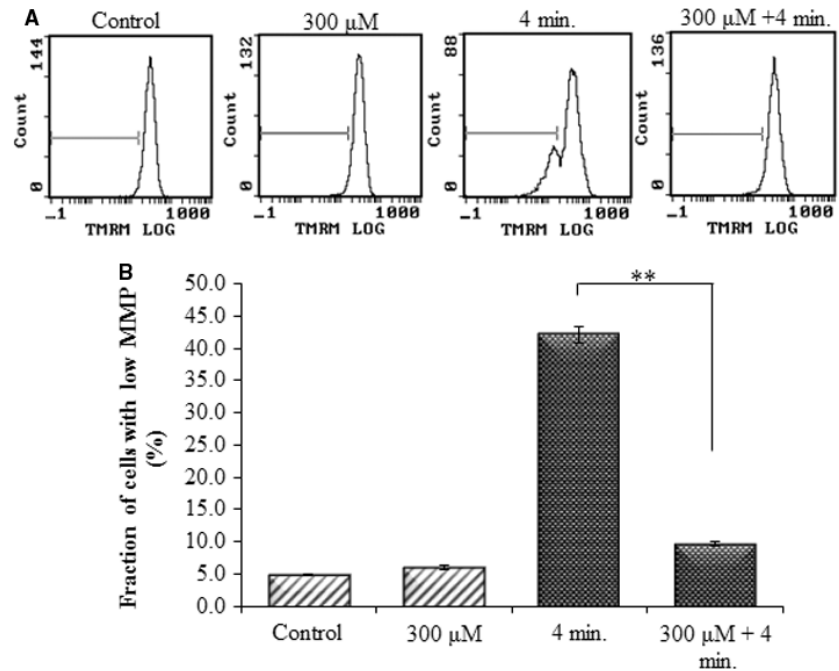 A
Control
300 µM
4 min.
300 µM +4 min.
144
Count
0
-1
1000
TMRM LOG
132
Count
0
-1
1000
TMRM LOG
88
Count
0
-1
1000
TMRM LOG
136
Count
0
-1
1000
TMRM LOG
B
Fraction of cells with low MMP
(%)
50.0
45.0
40.0
35.0
30.0
25.0
20.0
15.0
10.0
5.0
0.0
**
Control
300 µM
4 min.
300 µM + 4
min.